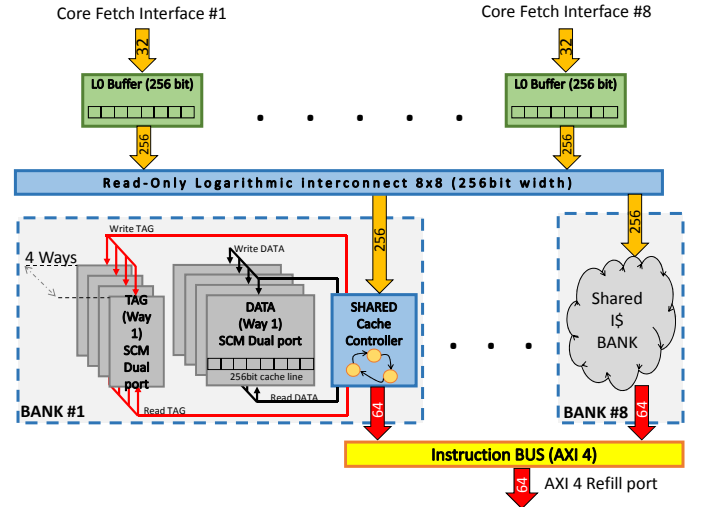 Core Fetch Interface #1
Core Fetch Interface #8
32
32
L0 Buffer (256 bit)
L0 Buffer (256 bit)
256
256
Read-Only Logarithmic Interconnect 8x8 (256bit width)
Write TAG
256
256
4 Ways
Write DATA
TAG
(Way
1)
SCM
Dual
port
DATA
(Way 1)
SCM Dual port
256bit cache line
SHARED
Cache
Controller
Shared
I$
BANK
Read DATA
Read TAG
BANK #1
64
BANK #8
64
Instruction BUS (AXI 4)
64
AXI 4 Refill port